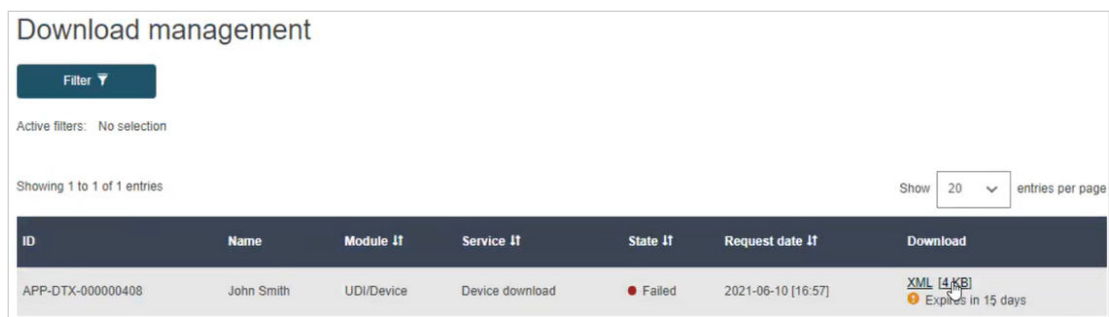 Download management
Filter
Active filters: No selection
Showing 1 to 1 of 1 entries
Show 20 entries per page
ID Name Module Service State Request date Download
APP-DTX-000000408 John Smith UDI/Device Device download Failed 2021-06-10 [16:57] XML [4 KB]
Expires in 15 days